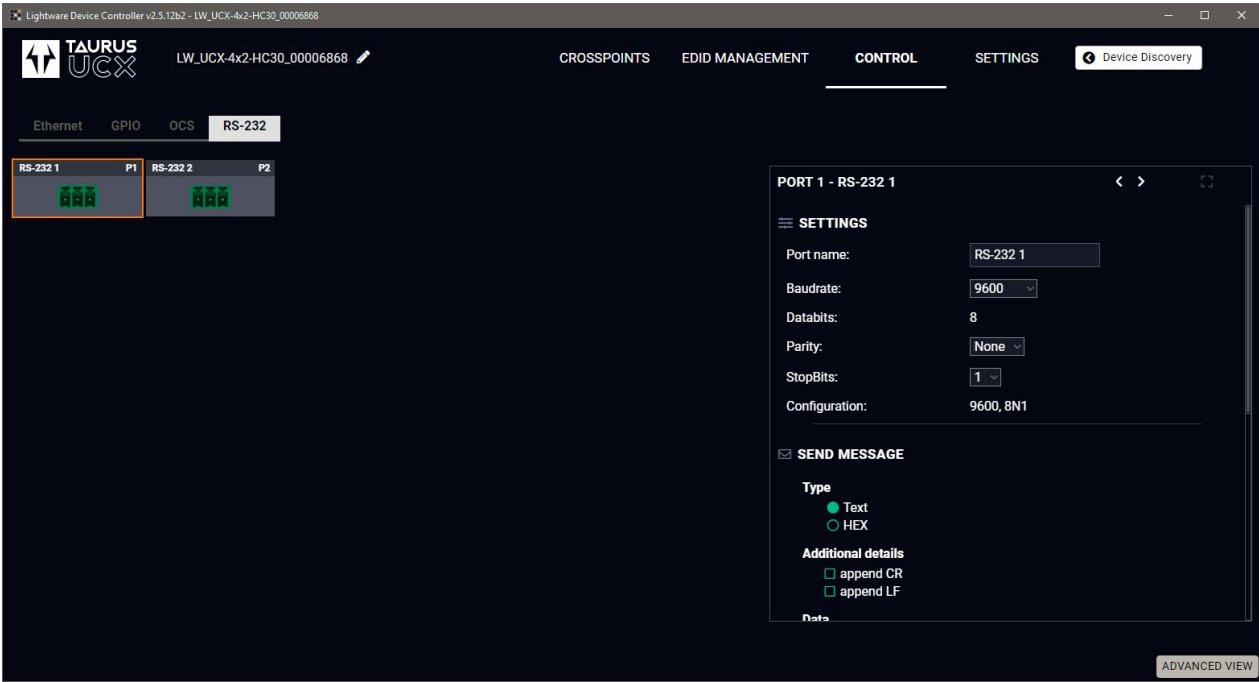 Lightware Device Controller v2.5.12b2 - LW_UCX-4x2-HC30_00006868
TAURUS
UCX
LW_UCX-4x2-HC30_00006868
CROSSPOINTS EDID MANAGEMENT CONTROL SETTINGS Device Discovery
Ethernet GPIO OCS RS-232
RS-232 1 P1 RS-232 2 P2
PORT 1 - RS-232 1
SETTINGS
Port name: RS-232 1
Baudrate: 9600
Databits: 8
Parity: None
StopBits: 1
Configuration: 9600, 8N1
SEND MESSAGE
Type
Text
HEX
Additional details
append CR
append LF
Data
ADVANCED VIEW